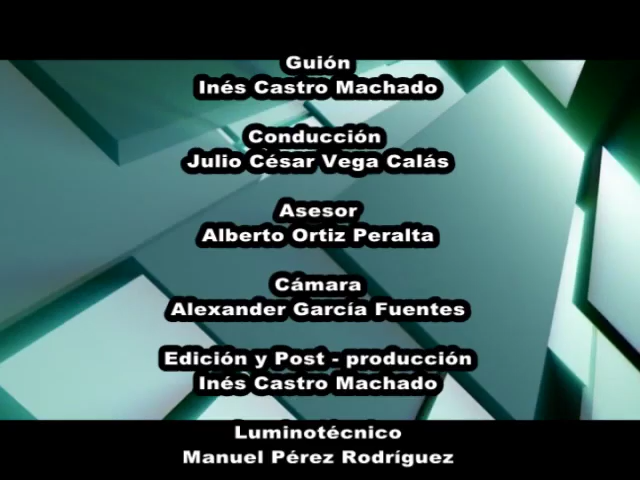 Guión
Inés Castro Machado
Conducción
Julio César Vega Calás
Asesor
Alberto Ortiz Peralta
Cámara
Alexander García Fuentes
Edición y Post - producción
Inés Castro Machado
Luminotécnico
Manuel Pérez Rodríguez